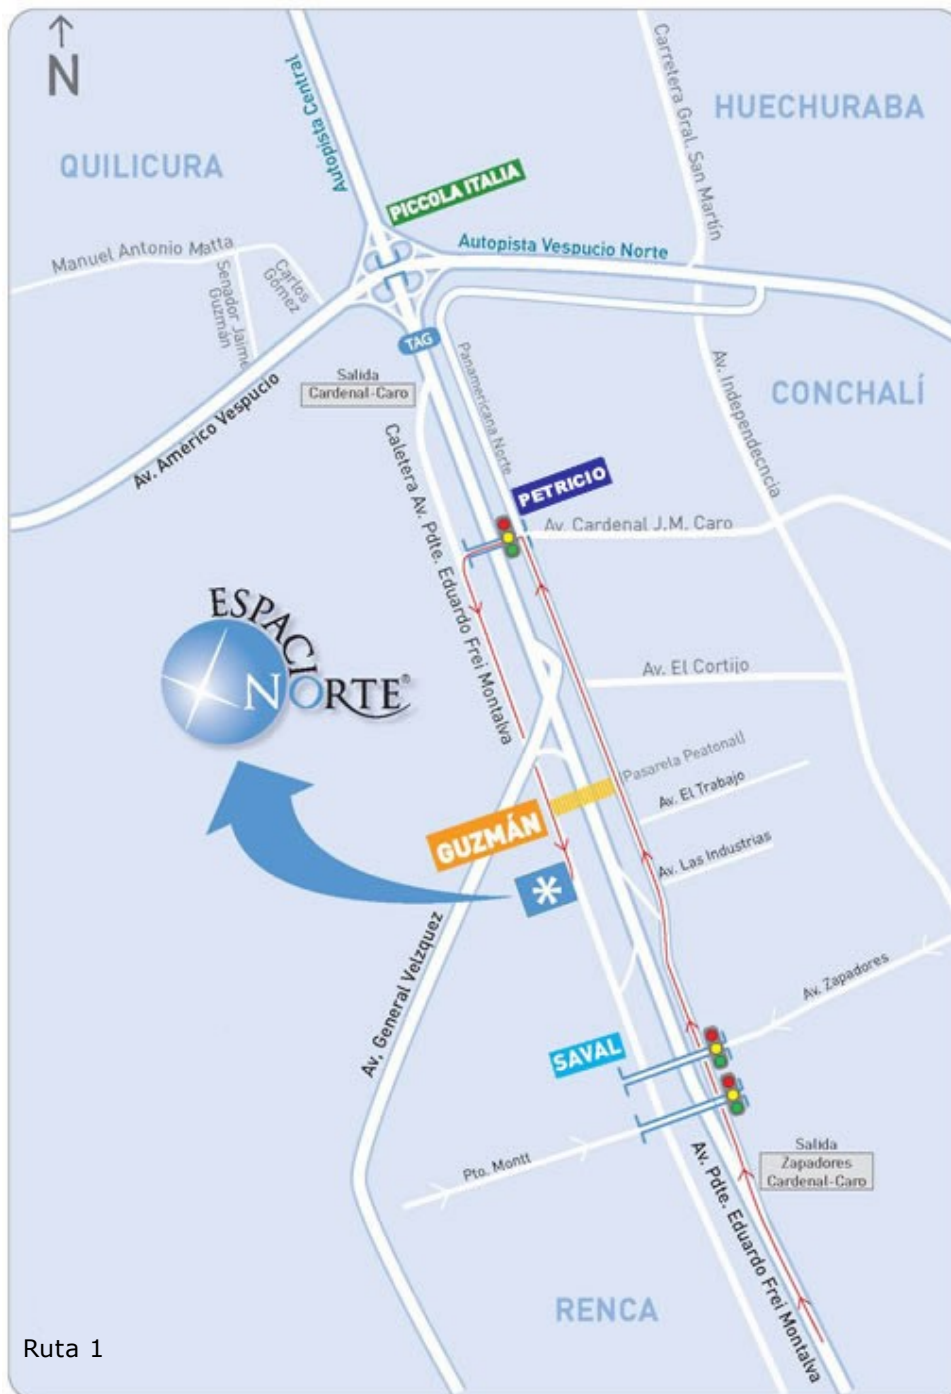 N
HUECHURABA
QUILICURA
Autopista Central
Carretera Gral. San Martín
PICCOLA ITALIA
Manuel Antonio Matta
Senador Jaime
Guzmán
Carlos
Gómez
Autopista Vespucio Norte
TAG
Salida
Cardenal-Caro
Panamericana Norte
Av. Independecncia
CONCHALÍ
Av. Américo Vespucio
Caletera Av. Pdte. Eduardo Frei Montalva
PETRICIO
Av. Cardenal J.M. Caro
ESPACI
NORTE®
Av. El Cortijo
Pasarela Peatonall
Av. El Trabajo
GUZMÁN
Av. Las Industrias
*
Av, General Velzquez
Av. Zapadores
SAVAL
Pto. Montt
Salida
Zapadores
Cardenal-Caro
Av. Pdte. Eduardo Frei Montalva
RENCA
Ruta 1